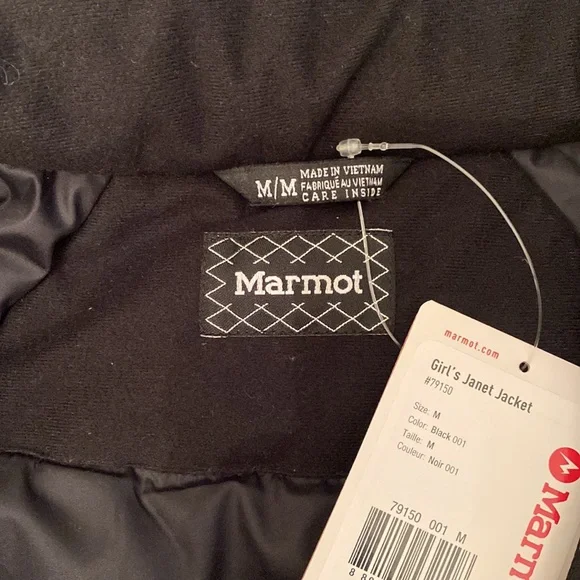 M/M
MADE IN VIETNAM
FABRIQUÉ AU VIETNAM
CARE INSIDE
Marmot
marmot.com
Girl's Janet Jacket
#79150
Size: M
Color: Black 001
Taille: M
Couleur: Noir 001
79150 001 M
Marm